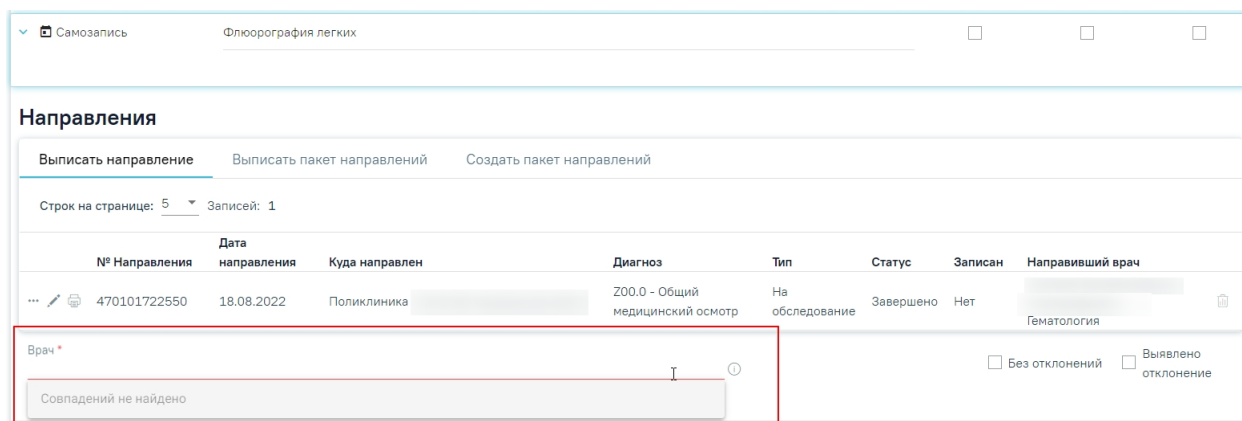 Самозапись Флюорография легких
Направления
Выписать направление Выписать пакет направлений Создать пакет направлений
Строк на странице: 5 Записей: 1
№ Направления Дата направления Куда направлен Диагноз Тип Статус Записан Направивший врач
470101722550 18.08.2022 Поликлиника Z00.0 - Общий медицинский осмотр На обследование Завершено Нет Гематология
Врач *
Без отклонений Выявлено отклонение
Совпадений не найдено